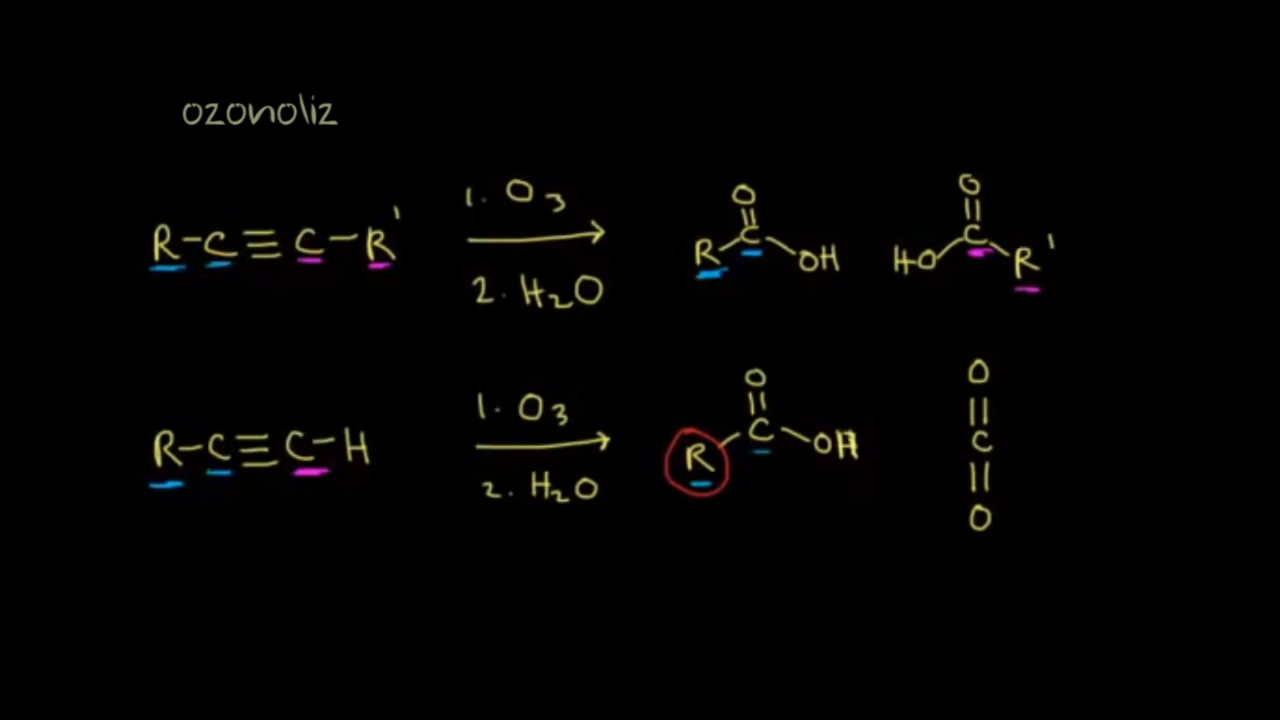 ozonoliz
1. O₃
R-C≡C-R' → R-C(=O)-OH HO-C(=O)-R'
2. H₂O
1. O₃
R-C≡C-H → R-C(=O)-OH O=C=O
2. H₂O